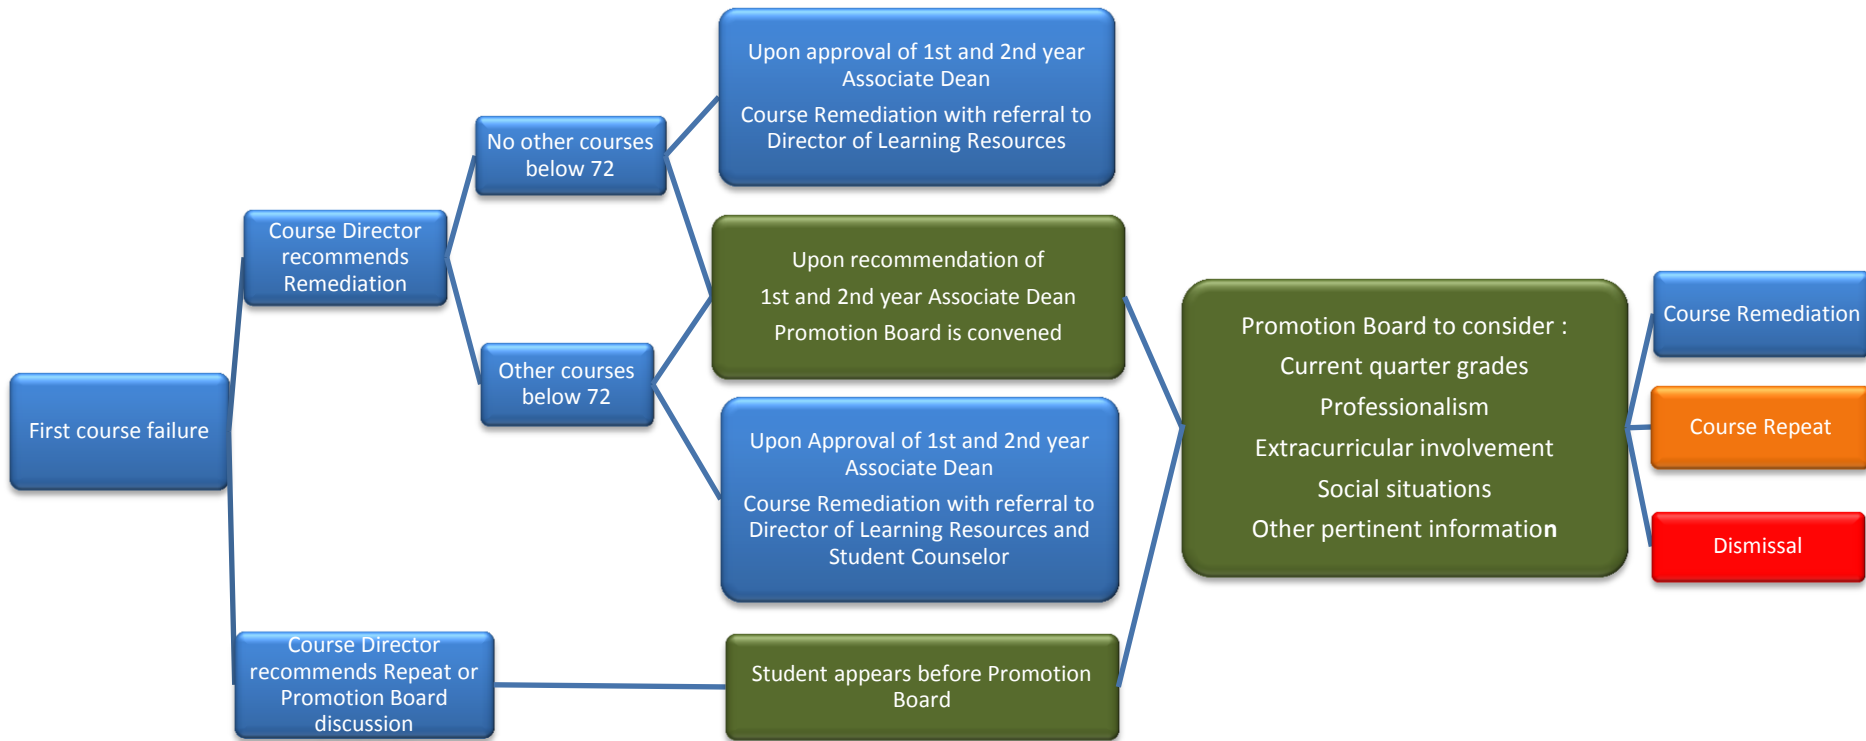 First course failure
Course Director
recommends
Remediation
Course Director
recommends Repeat or
Promotion Board
discussion
No other courses
below 72
Other courses
below 72
Upon approval of 1st and 2nd year
Associate Dean
Course Remediation with referral to
Director of Learning Resources
Upon recommendation of
1st and 2nd year Associate Dean
Promotion Board is convened
Upon Approval of 1st and 2nd year
Associate Dean
Course Remediation with referral to
Director of Learning Resources and
Student Counselor
Student appears before Promotion
Board
Promotion Board to consider :
Current quarter grades
Professionalism
Extracurricular involvement
Social situations
Other pertinent information
Course Remediation
Course Repeat
Dismissal